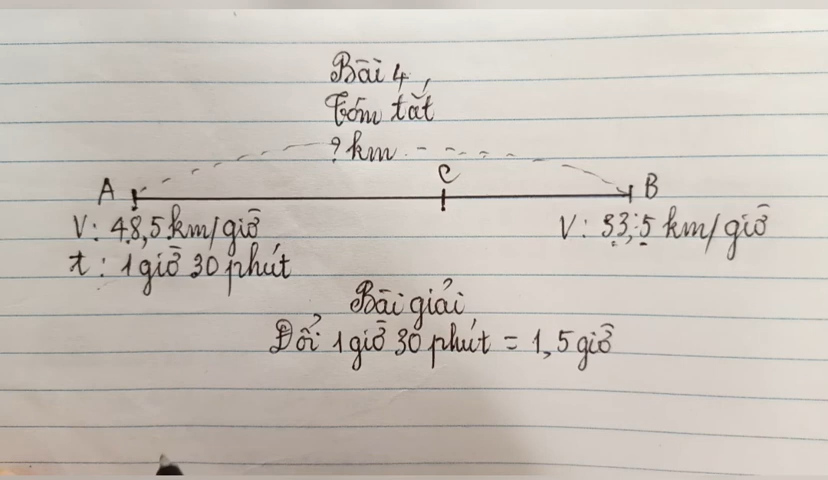 Bài 4,
Tóm tắt
? km
C
A B
V: 48,5 km/giờ V: 33,5 km/giờ
t: 1 giờ 30 phút
Bài giải
Đổi 1 giờ 30 phút = 1,5 giờ